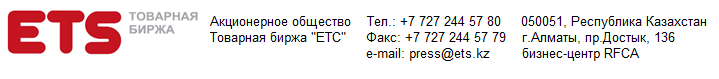 ETS ТОВАРНАЯ
БИРЖА
Акционерное общество
Товарная биржа "ЕТС"
Тел.: +7 727 244 57 80
Факс: +7 727 244 57 79
e-mail: press@ets.kz
050051, Республика Казахстан
г.Алматы, пр.Достык, 136
бизнес-центр RFCA